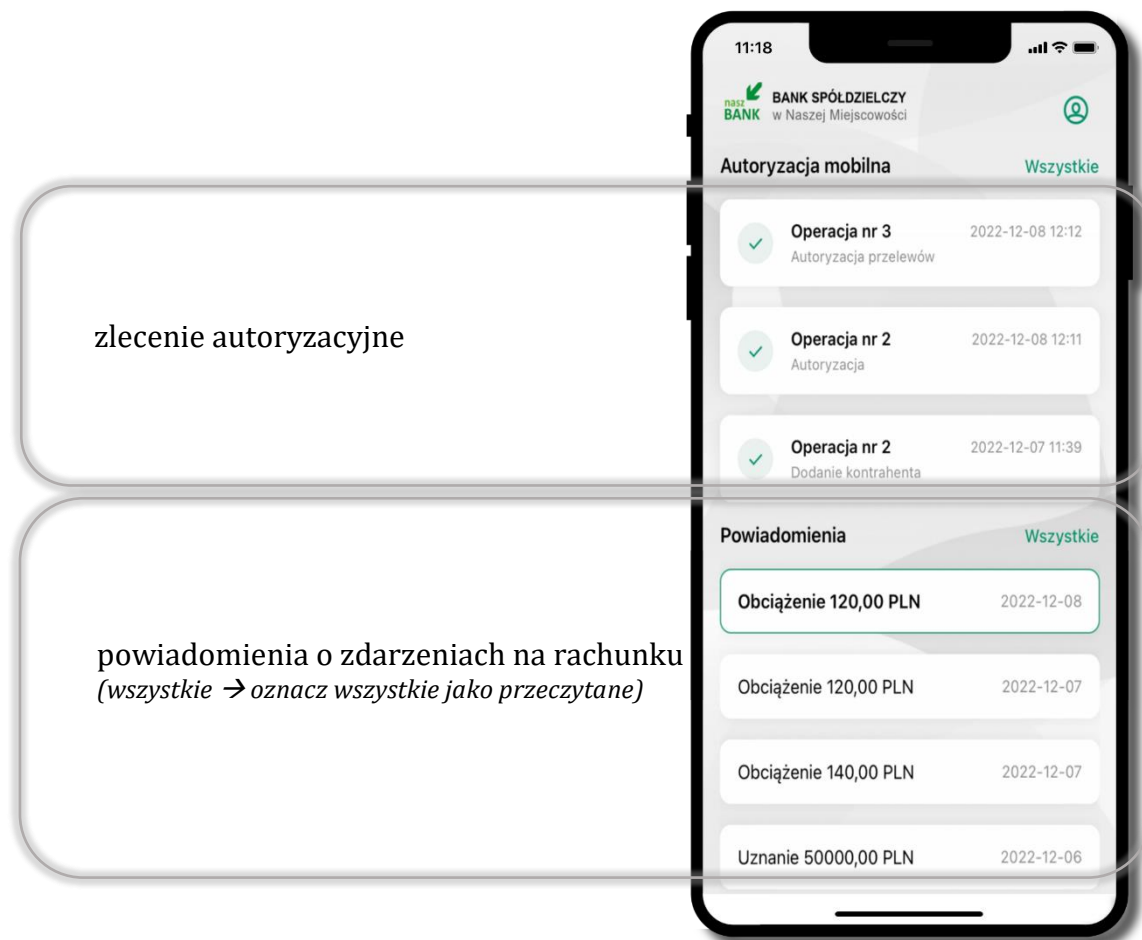 11:18
nasz BANK
BANK SPÓŁDZIELCZY
w Naszej Miejscowości
Autoryzacja mobilna Wszystkie
Operacja nr 3 2022-12-08 12:12
Autoryzacja przelewów
zlecenie autoryzacyjne
Operacja nr 2 2022-12-08 12:11
Autoryzacja
Operacja nr 2 2022-12-07 11:39
Dodanie kontrahenta
Powiadomienia Wszystkie
Obciążenie 120,00 PLN 2022-12-08
powiadomienia o zdarzeniach na rachunku
(wszystkie → oznacz wszystkie jako przeczytane)
Obciążenie 120,00 PLN 2022-12-07
Obciążenie 140,00 PLN 2022-12-07
Uznanie 50000,00 PLN 2022-12-06